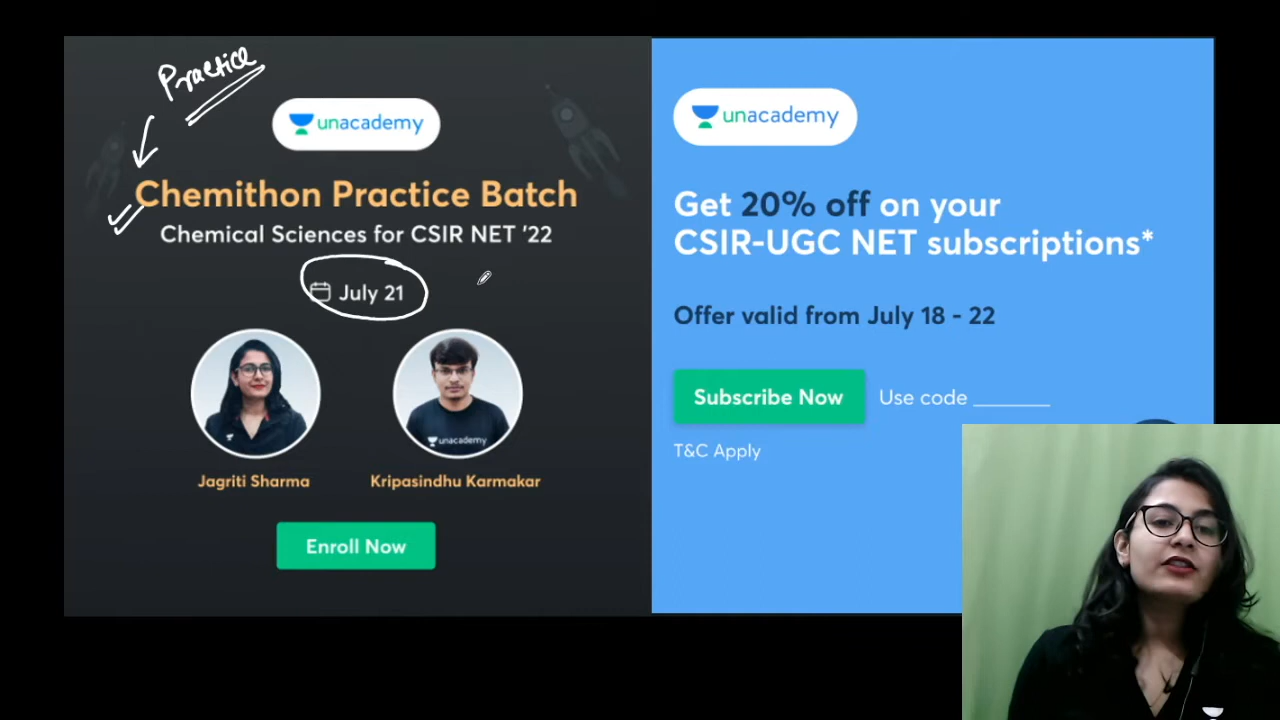 Practice
unacademy
Chemithon Practice Batch
Chemical Sciences for CSIR NET '22
July 21
unacademy
Jagriti Sharma
Kripasindhu Karmakar
Enroll Now
unacademy
Get 20% off on your
CSIR-UGC NET subscriptions*
Offer valid from July 18 - 22
Subscribe Now
Use code _______
T&C Apply